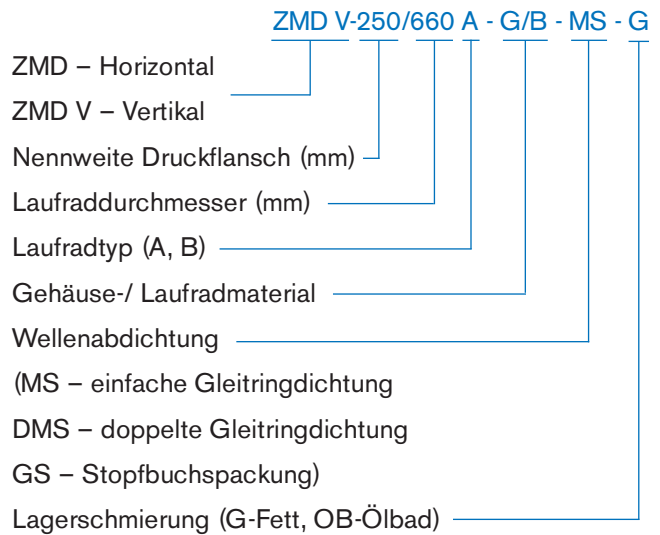 ZMD V-250/660 A - G/B - MS - G
ZMD – Horizontal
ZMD V – Vertikal
Nennweite Druckflansch (mm)
Laufraddurchmesser (mm)
Laufradtyp (A, B)
Gehäuse-/ Laufradmaterial
Wellenabdichtung
(MS – einfache Gleitringdichtung
DMS – doppelte Gleitringdichtung
GS – Stopfbuchspackung)
Lagerschmierung (G-Fett, OB-Ölbad)